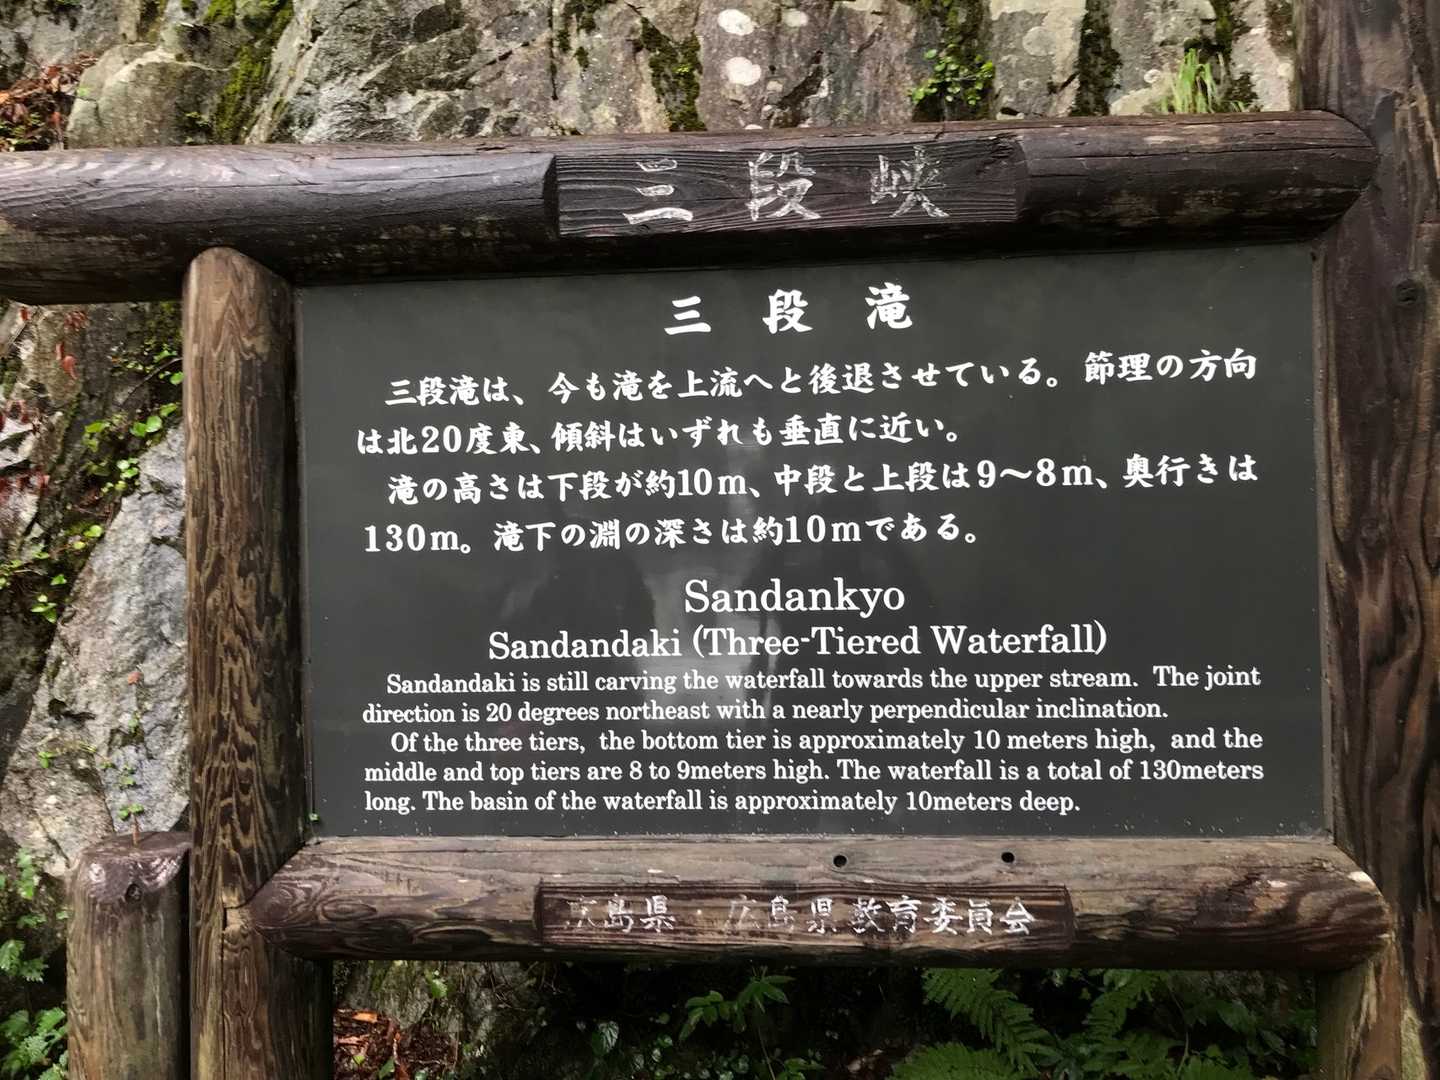 三段峡
三段滝
三段滝は、今も滝を上流へと後退させている。節理の方向
は北20度東、傾斜はいずれも垂直に近い。
滝の高さは下段が約10m、中段と上段は9〜8m、奥行きは
130m。滝下の淵の深さは約10mである。
Sandankyo
Sandandaki (Three-Tiered Waterfall)
Sandandaki is still carving the waterfall towards the upper stream. The joint
direction is 20 degrees northeast with a nearly perpendicular inclination.
Of the three tiers, the bottom tier is approximately 10 meters high, and the
middle and top tiers are 8 to 9meters high. The waterfall is a total of 130meters
long. The basin of the waterfall is approximately 10meters deep.
広島県・広島県教育委員会